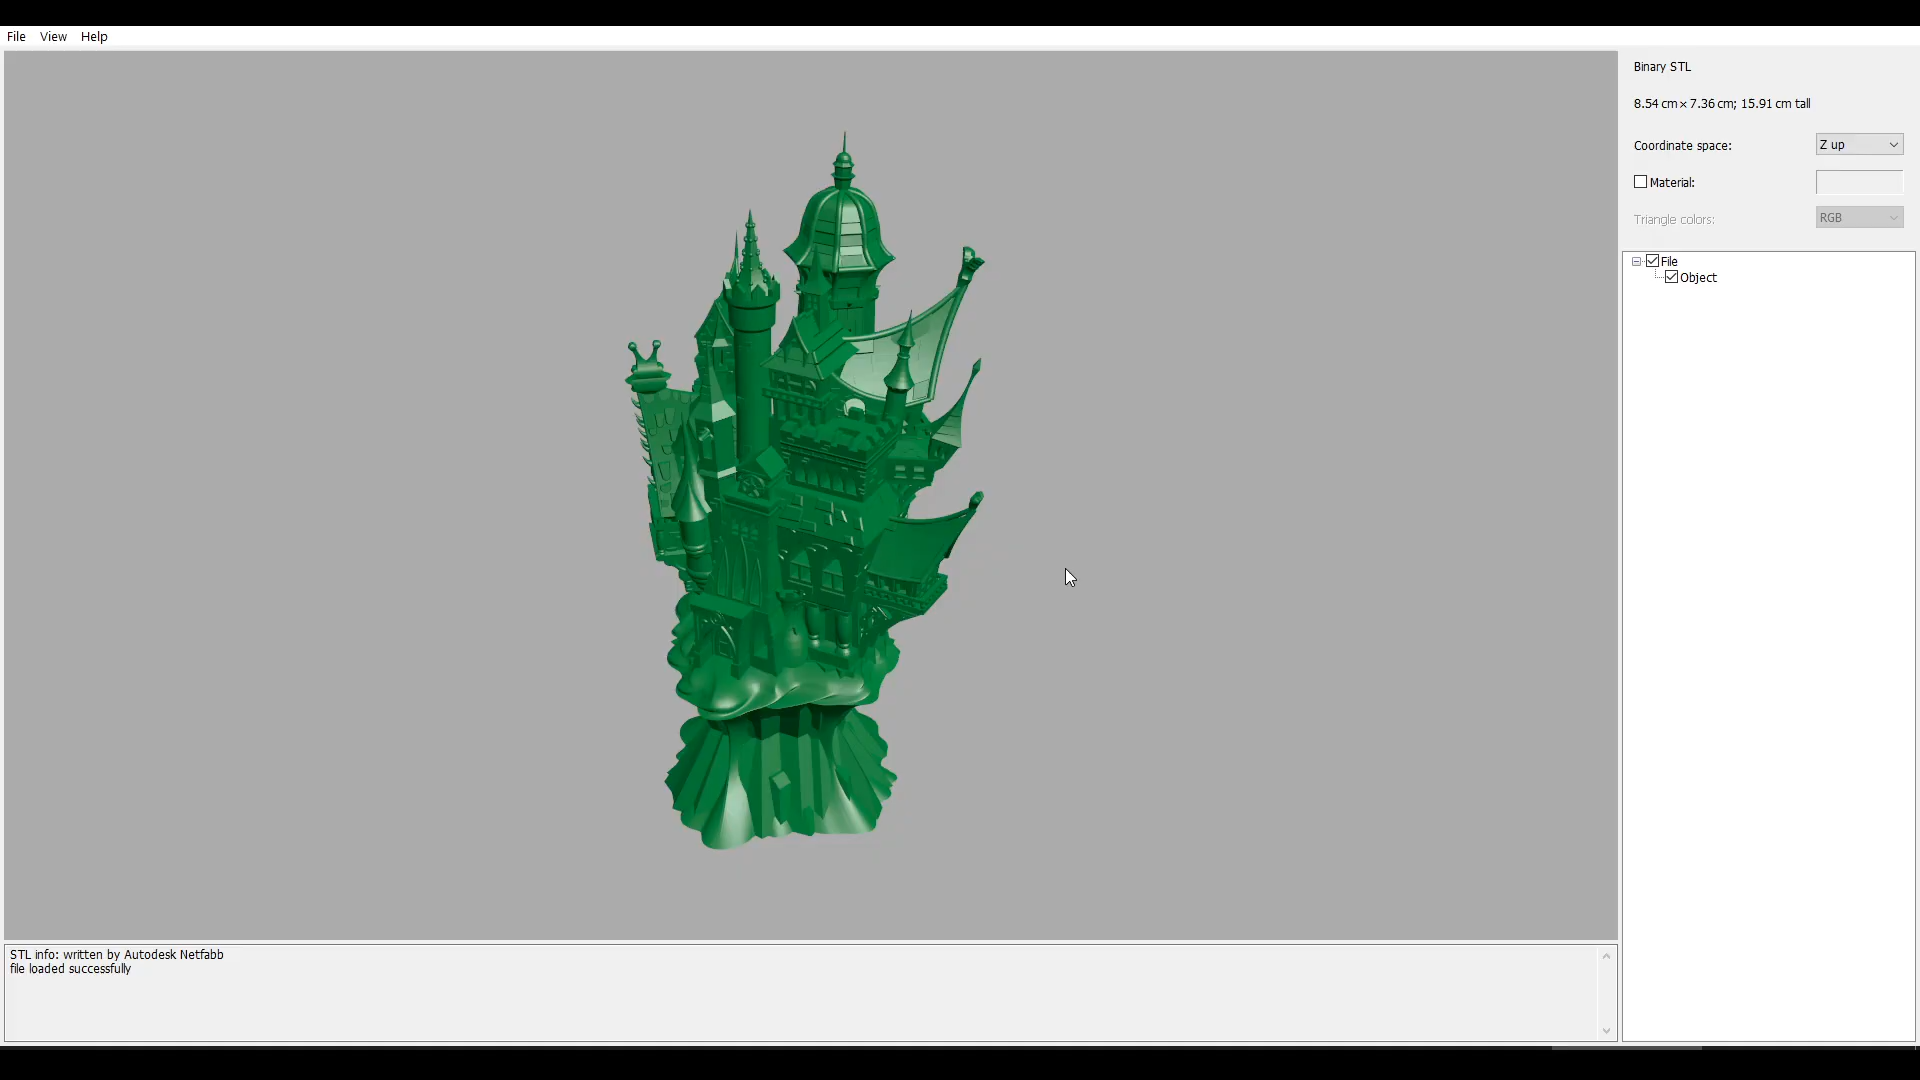 File View Help
Binary STL
8.54 cm × 7.36 cm; 15.91 cm tall
Coordinate space: Z up
Material:
Triangle colors: RGB
File
Object
STL info: written by Autodesk Netfabb
file loaded successfully